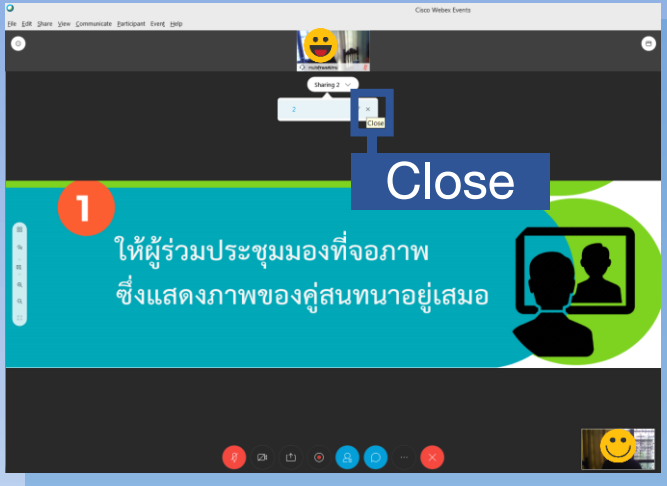 Cisco Webex Events
File Edit Share View Communicate Participant Event Help
Sharing 2
2
Close
Close
1
ให้ผู้ร่วมประชุมมองที่จอภาพ
ซึ่งแสดงภาพของคู่สนทนาอยู่เสมอ